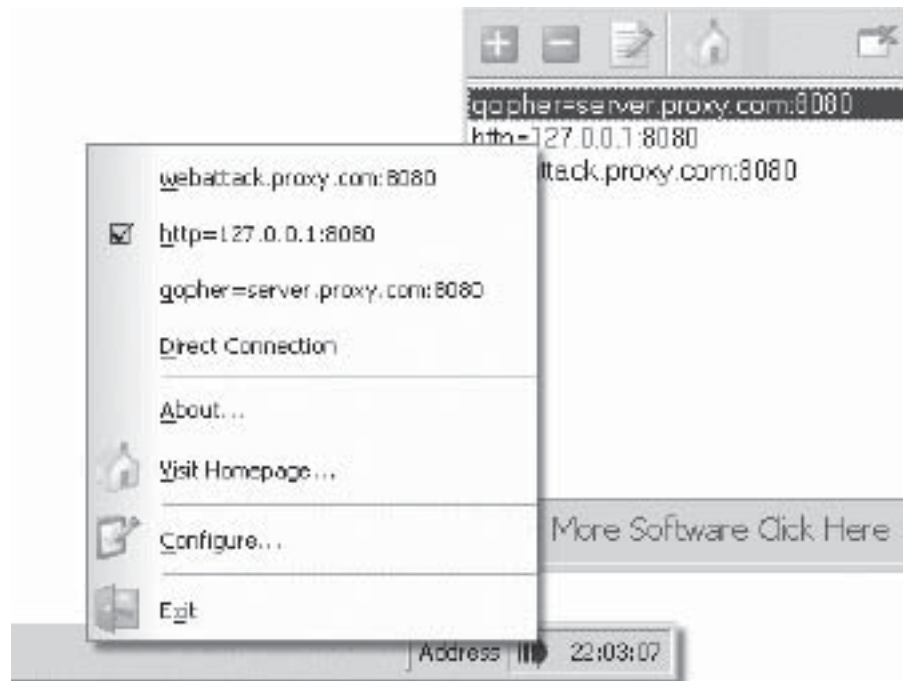 gopher=server.proxy.com:8080
http=127.0.0.1:8080
ttack.proxy.com:8080
webattack.proxy.com:8080
http=127.0.0.1:8080
gopher=server.proxy.com:8080
Direct Connection
About...
Visit Homepage...
Configure...
Exit
More Software Click Here
Address 22:03:07